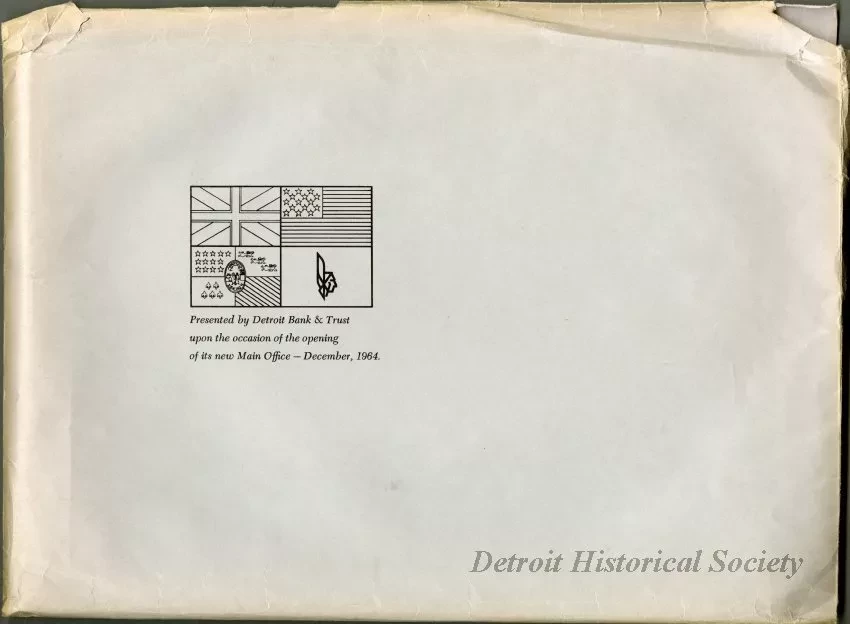 Presented by Detroit Bank & Trust
upon the occasion of the opening
of its new Main Office — December, 1964.
Detroit Historical Society